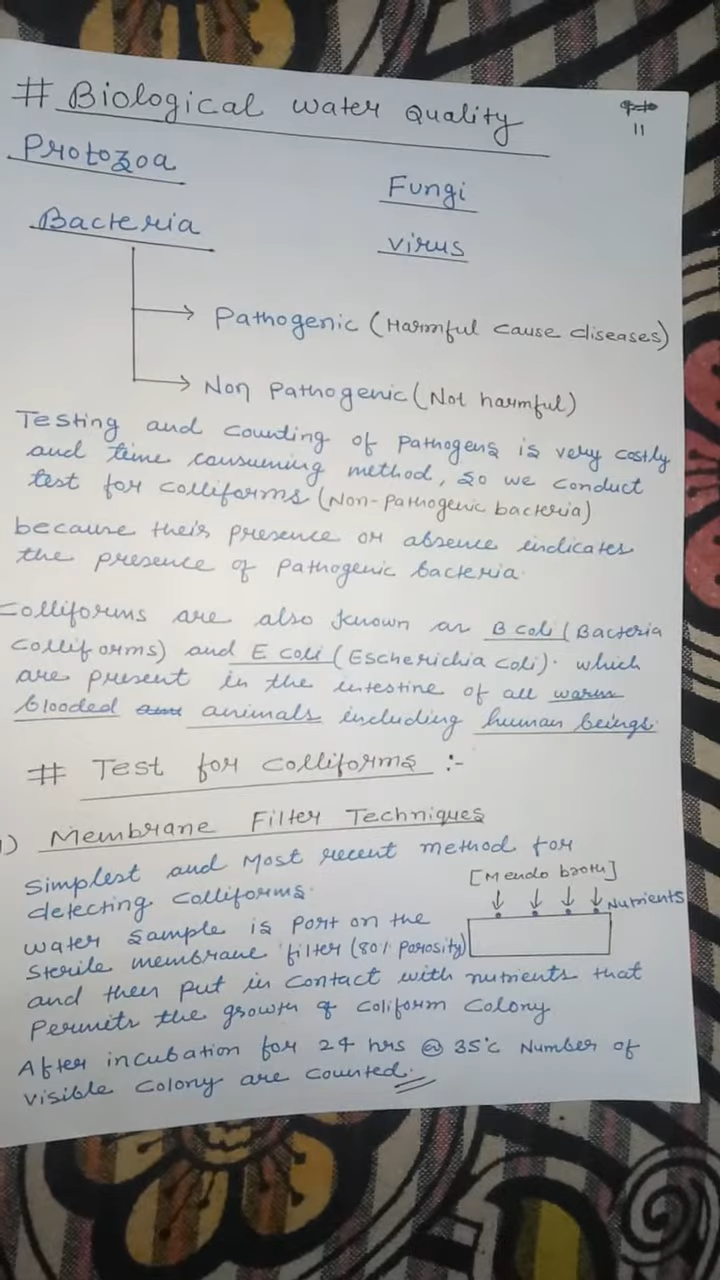 # Biological Water Quality
11
Protozoa
Fungi
Bacteria
Virus
Pathogenic (Harmful cause diseases)
Non Pathogenic (Not harmful)
Testing and counting of pathogens is very costly
and time consuming method, so we conduct
test for colliforms (Non-pathogenic bacteria)
because their presence or absence indicates
the presence of pathogenic bacteria.
Colliforms are also known as B coli (Bacteria
colliforms) and E coli (Escherichia coli). which
are present in the intestine of all warm
blooded animals including human beings.
# Test for colliforms :-
1) Membrane Filter Techniques
Simplest and Most recent method for
detecting colliforms.
[Mendo broth]
Nutrients
water sample is port on the
sterile membrane filter (80% Porosity)
and then put in contact with nutrients that
Permits the growth of coliform Colony
After incubation for 24 hrs @ 35°c Number of
visible Colony are counted.